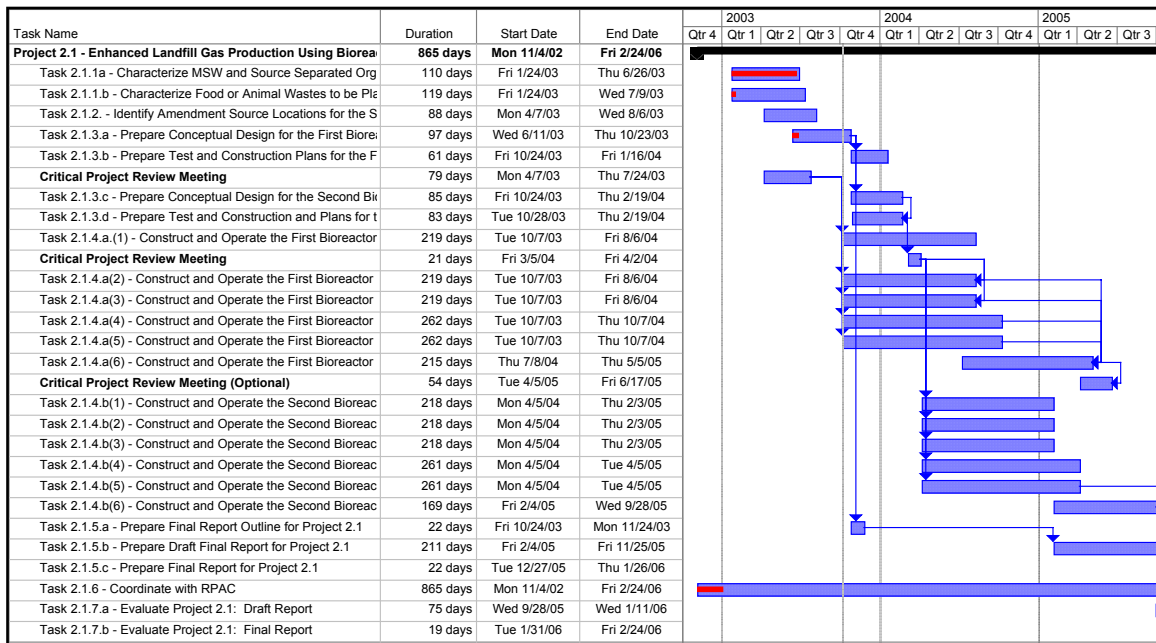 2003 2004 2005
Task Name Duration Start Date End Date Qtr 4 Qtr 1 Qtr 2 Qtr 3 Qtr 4 Qtr 1 Qtr 2 Qtr 3 Qtr 4 Qtr 1 Qtr 2 Qtr 3
Project 2.1 - Enhanced Landfill Gas Production Using Biorea 865 days Mon 11/4/02 Fri 2/24/06
Task 2.1.1a - Characterize MSW and Source Separated Org 110 days Fri 1/24/03 Thu 6/26/03
Task 2.1.1.b - Characterize Food or Animal Wastes to be Pla 119 days Fri 1/24/03 Wed 7/9/03
Task 2.1.2. - Identify Amendment Source Locations for the S 88 days Mon 4/7/03 Wed 8/6/03
Task 2.1.3.a - Prepare Conceptual Design for the First Biorea 97 days Wed 6/11/03 Thu 10/23/03
Task 2.1.3.b - Prepare Test and Construction Plans for the F 61 days Fri 10/24/03 Fri 1/16/04
Critical Project Review Meeting 79 days Mon 4/7/03 Thu 7/24/03
Task 2.1.3.c - Prepare Conceptual Design for the Second Bi 85 days Fri 10/24/03 Thu 2/19/04
Task 2.1.3.d - Prepare Test and Construction and Plans for t 83 days Tue 10/28/03 Thu 2/19/04
Task 2.1.4.a.(1) - Construct and Operate the First Bioreactor 219 days Tue 10/7/03 Fri 8/6/04
Critical Project Review Meeting 21 days Fri 3/5/04 Fri 4/2/04
Task 2.1.4.a(2) - Construct and Operate the First Bioreactor 219 days Tue 10/7/03 Fri 8/6/04
Task 2.1.4.a(3) - Construct and Operate the First Bioreactor 219 days Tue 10/7/03 Fri 8/6/04
Task 2.1.4.a(4) - Construct and Operate the First Bioreactor 262 days Tue 10/7/03 Thu 10/7/04
Task 2.1.4.a(5) - Construct and Operate the First Bioreactor 262 days Tue 10/7/03 Thu 10/7/04
Task 2.1.4.a(6) - Construct and Operate the First Bioreactor 215 days Thu 7/8/04 Thu 5/5/05
Critical Project Review Meeting (Optional) 54 days Tue 4/5/05 Fri 6/17/05
Task 2.1.4.b(1) - Construct and Operate the Second Bioreac 218 days Mon 4/5/04 Thu 2/3/05
Task 2.1.4.b(2) - Construct and Operate the Second Bioreac 218 days Mon 4/5/04 Thu 2/3/05
Task 2.1.4.b(3) - Construct and Operate the Second Bioreac 218 days Mon 4/5/04 Thu 2/3/05
Task 2.1.4.b(4) - Construct and Operate the Second Bioreac 261 days Mon 4/5/04 Tue 4/5/05
Task 2.1.4.b(5) - Construct and Operate the Second Bioreac 261 days Mon 4/5/04 Tue 4/5/05
Task 2.1.4.b(6) - Construct and Operate the Second Bioreac 169 days Fri 2/4/05 Wed 9/28/05
Task 2.1.5.a - Prepare Final Report Outline for Project 2.1 22 days Fri 10/24/03 Mon 11/24/03
Task 2.1.5.b - Prepare Draft Final Report for Project 2.1 211 days Fri 2/4/05 Fri 11/25/05
Task 2.1.5.c - Prepare Final Report for Project 2.1 22 days Tue 12/27/05 Thu 1/26/06
Task 2.1.6 - Coordinate with RPAC 865 days Mon 11/4/02 Fri 2/24/06
Task 2.1.7.a - Evaluate Project 2.1: Draft Report 75 days Wed 9/28/05 Wed 1/11/06
Task 2.1.7.b - Evaluate Project 2.1: Final Report 19 days Tue 1/31/06 Fri 2/24/06